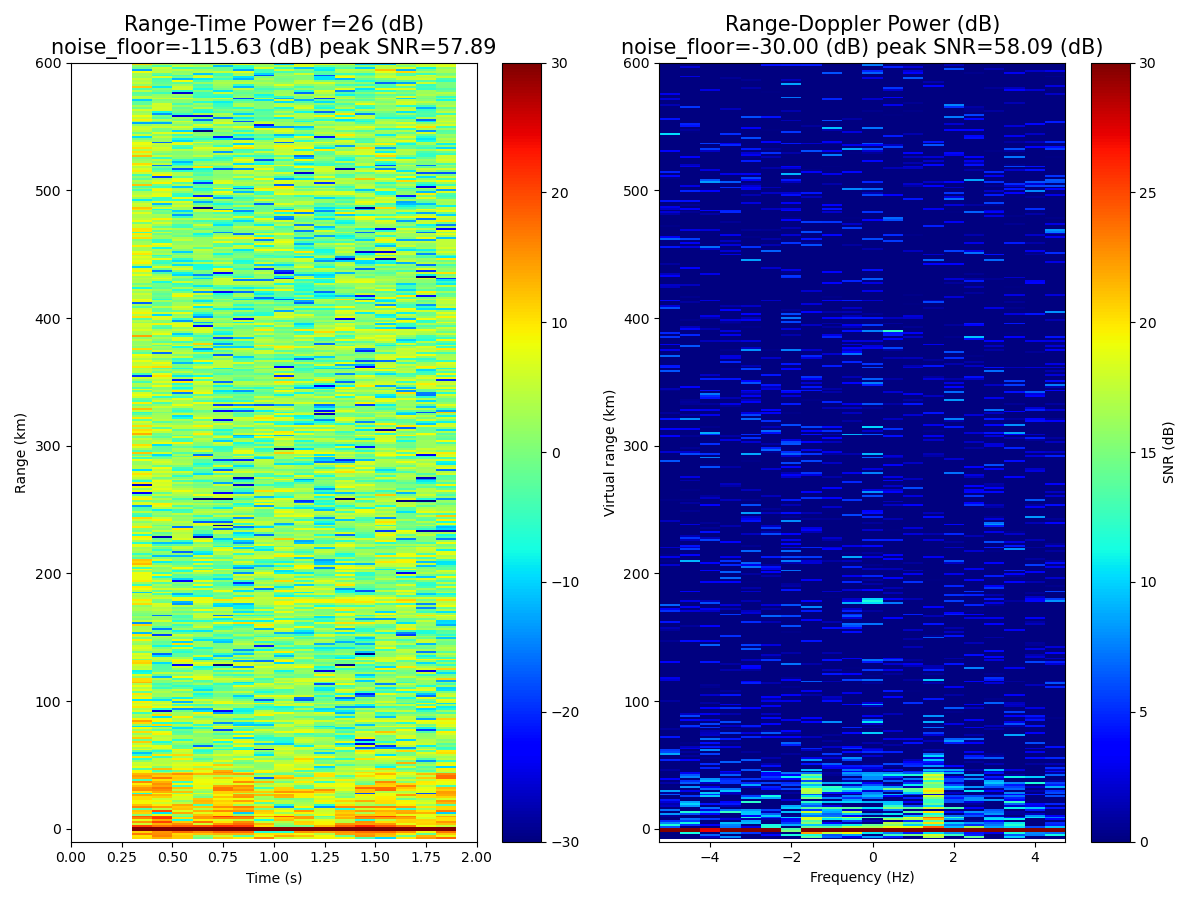 Range-Time Power f=26 (dB)
noise_floor=-115.63 (dB) peak SNR=57.89
Range (km)
600
500
400
300
200
100
0
0.00 0.25 0.50 0.75 1.00 1.25 1.50 1.75 2.00
Time (s)
30
20
10
0
−10
−20
−30
Range-Doppler Power (dB)
noise_floor=-30.00 (dB) peak SNR=58.09 (dB)
Virtual range (km)
600
500
400
300
200
100
0
−4 −2 0 2 4
Frequency (Hz)
30
25
20
15
10
5
0
SNR (dB)